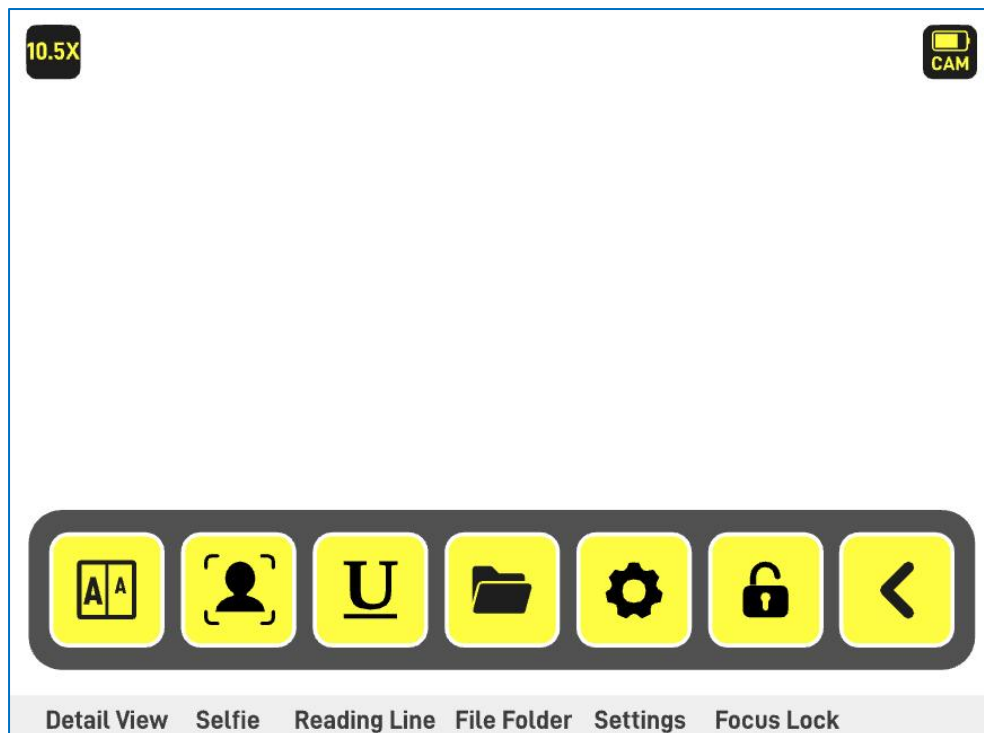 10.5X
CAM
A A
U
Detail View Selfie Reading Line File Folder Settings Focus Lock